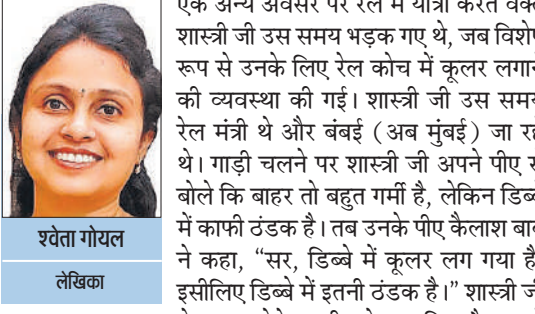 एक अन्य अवसर पर रेल में यात्रा करते वक्त
शास्त्री जी उस समय भड़क गए थे, जब विशेष
रूप से उनके लिए रेल कोच में कूलर लगाने
की व्यवस्था की गई। शास्त्री जी उस समय
रेल मंत्री थे और बंबई (अब मुंबई) जा रहे
थे। गाड़ी चलने पर शास्त्री जी अपने पीए
बोले कि बाहर तो बहुत गर्मी है, लेकिन डिब्बे
में काफी ठंडक है। तब उनके पीए कैलाश बाबू
ने कहा, “सर, डिब्बे में कूलर लग गया है
इसीलिए डिब्बे में इतनी ठंडक है।” शास्त्री जी
श्वेता गोयल
लेखिका